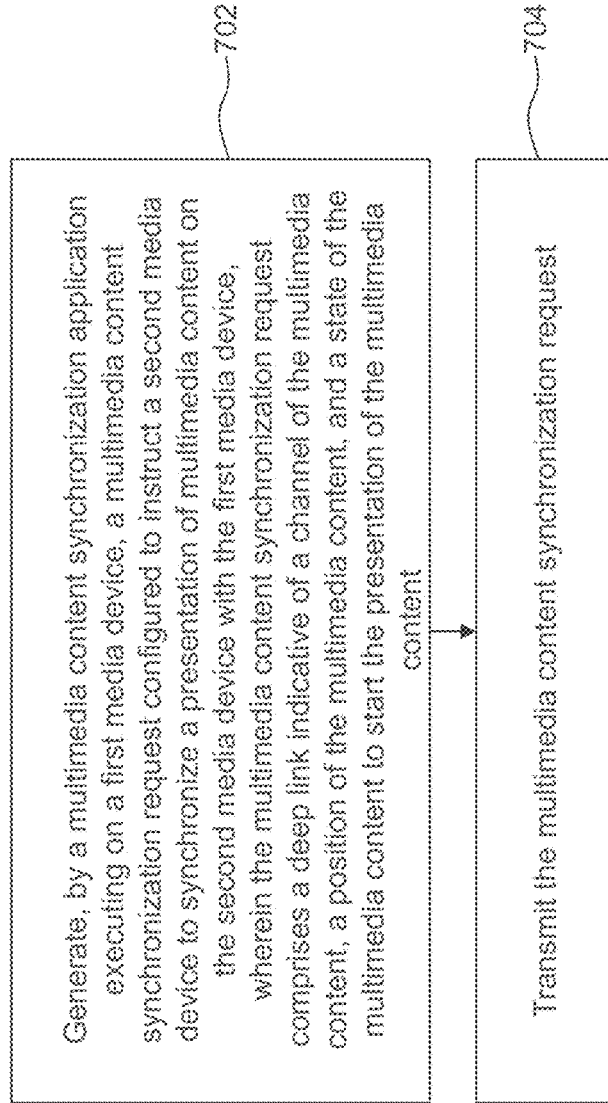 Generate, by a multimedia content synchronization application
executing on a first media device, a multimedia content
synchronization request configured to instruct a second media
device to synchronize a presentation of multimedia content on
the second media device with the first media device,
wherein the multimedia content synchronization request
comprises a deep link indicative of a channel of the multimedia
content, a position of the multimedia content, and a state of the
multimedia content to start the presentation of the multimedia
content
702
Transmit the multimedia content synchronization request
704